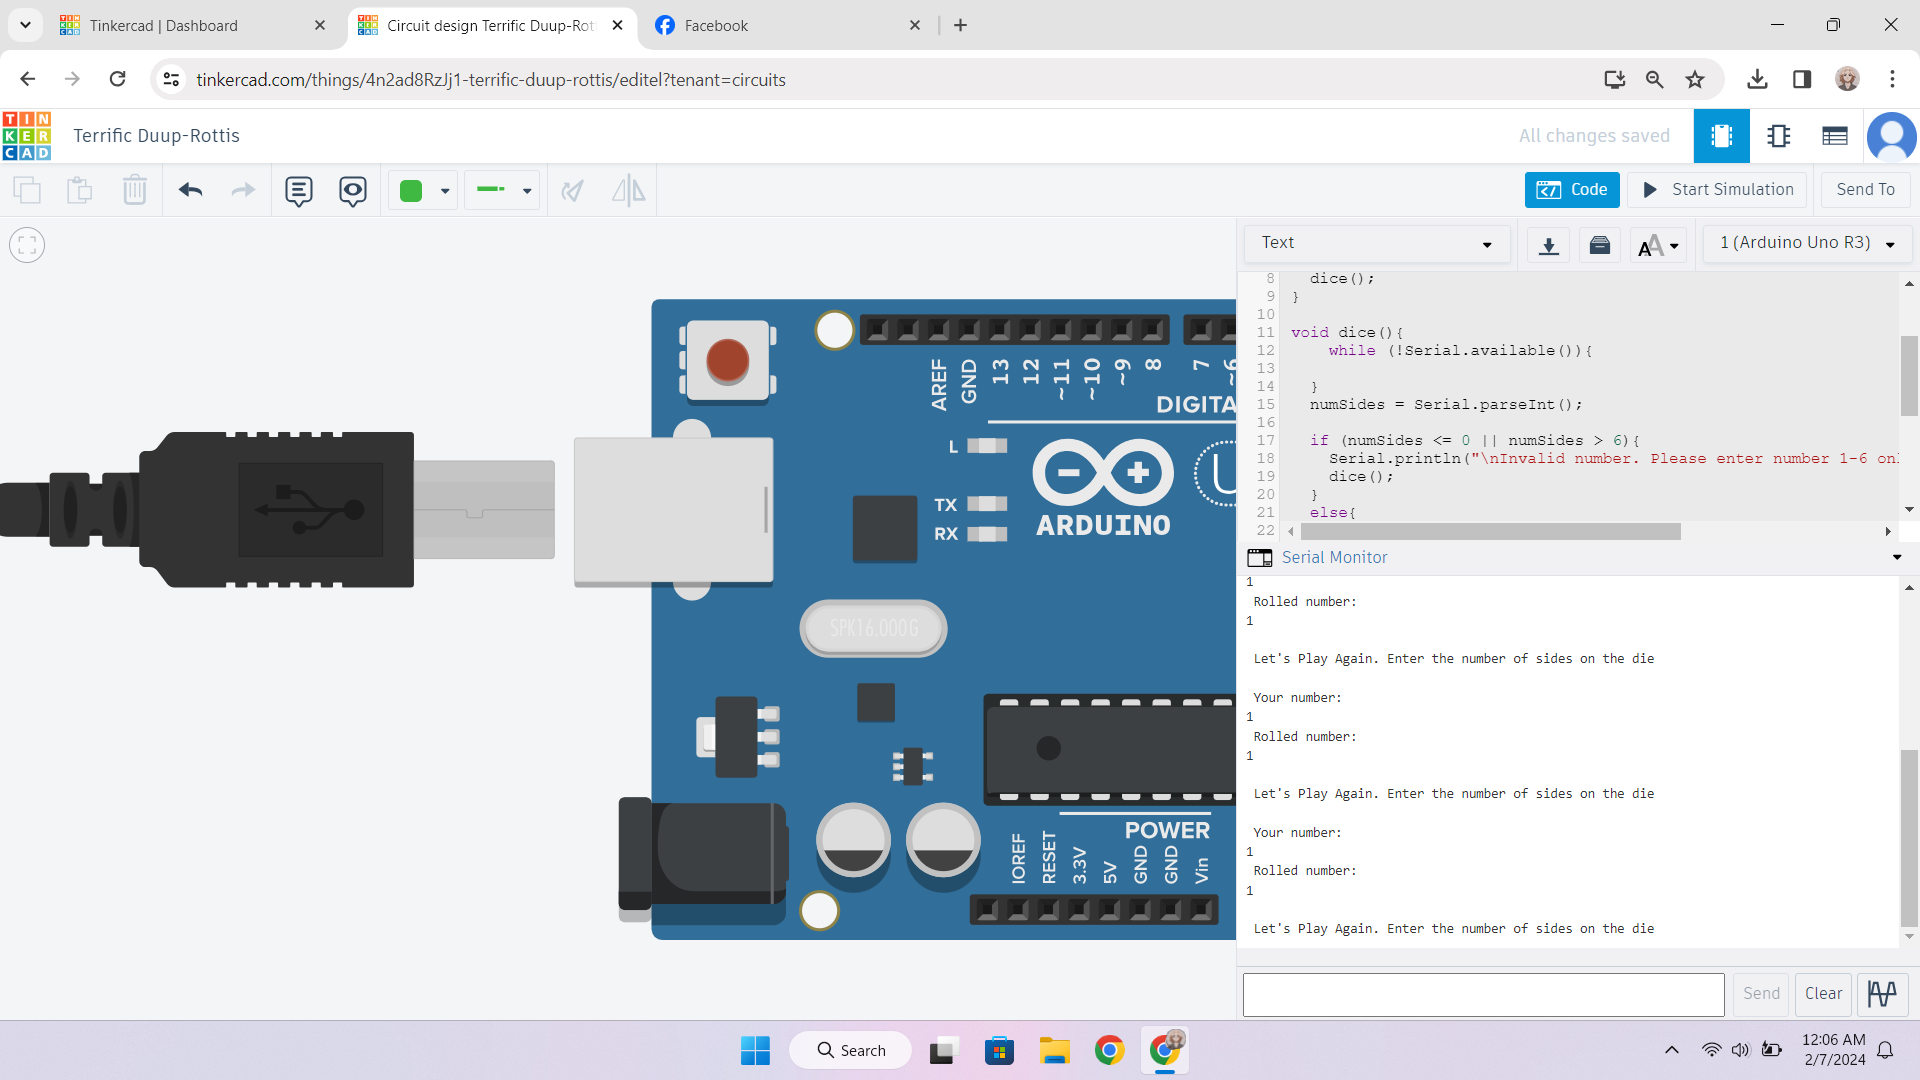 Tinkercad | Dashboard
Circuit design Terrific Duup-Rot
Facebook
tinkercad.com/things/4n2ad8RzJj1-terrific-duup-rottis/editel?tenant=circuits
TIN
KER
CAD
Terrific Duup-Rottis
All changes saved
Code
Start Simulation
Send To
Text
AA
1 (Arduino Uno R3)
8 dice();
9 }
10
11 void dice(){
12 while (!Serial.available()){
13
14 }
15 numSides = Serial.parseInt();
16
17 if (numSides <= 0 || numSides > 6){
18 Serial.println("\nInvalid number. Please enter number 1-6 onl
19 dice();
20 }
21 else{
22
Serial Monitor
1
Rolled number:
1
Let's Play Again. Enter the number of sides on the die
Your number:
1
Rolled number:
1
Let's Play Again. Enter the number of sides on the die
Your number:
1
Rolled number:
1
Let's Play Again. Enter the number of sides on the die
Send
Clear
AREF
GND
13
12
~11
~10
~9
8
7
~6
DIGITA
L
TX
RX
ARDUINO
U
SPK16.000G
POWER
IOREF
RESET
3.3V
5V
GND
GND
Vin
Search
12:06 AM
2/7/2024